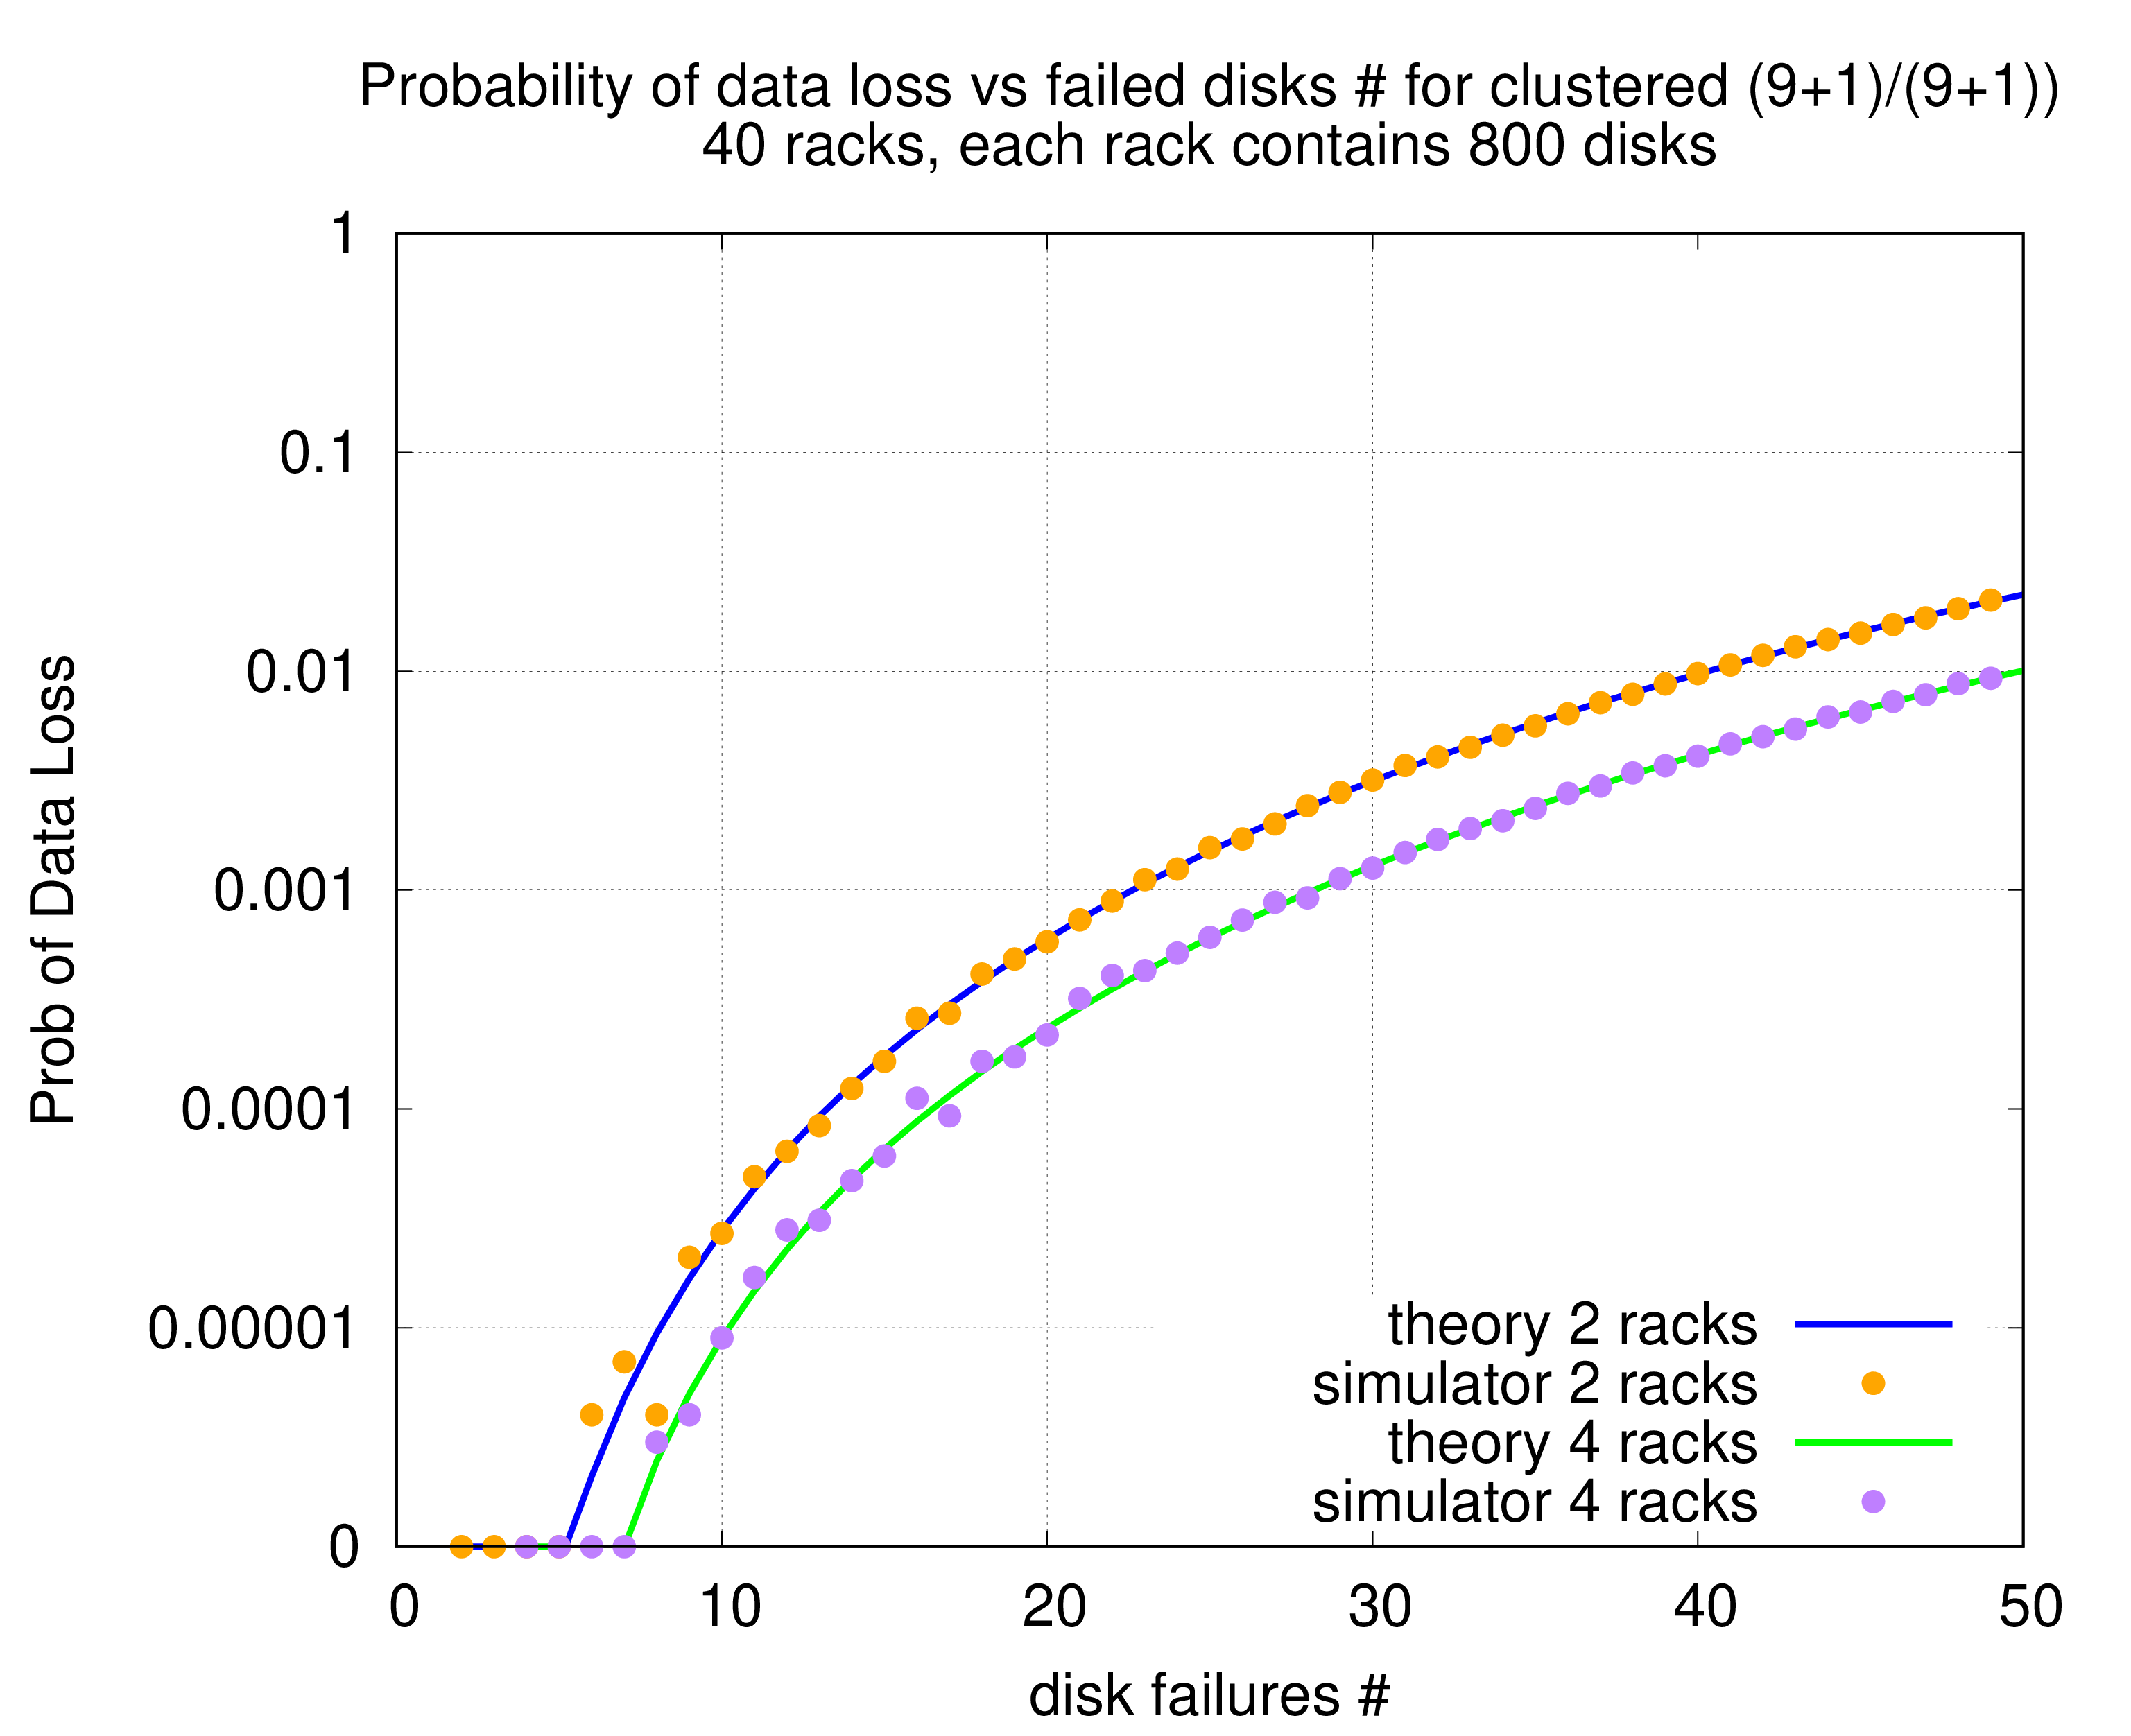 Probability of data loss vs failed disks # for clustered (9+1)/(9+1))
40 racks, each rack contains 800 disks
1
0.1
0.01
0.001
0.0001
0.00001
0
Prob of Data Loss
theory 2 racks
simulator 2 racks
theory 4 racks
simulator 4 racks
0 10 20 30 40 50
disk failures #